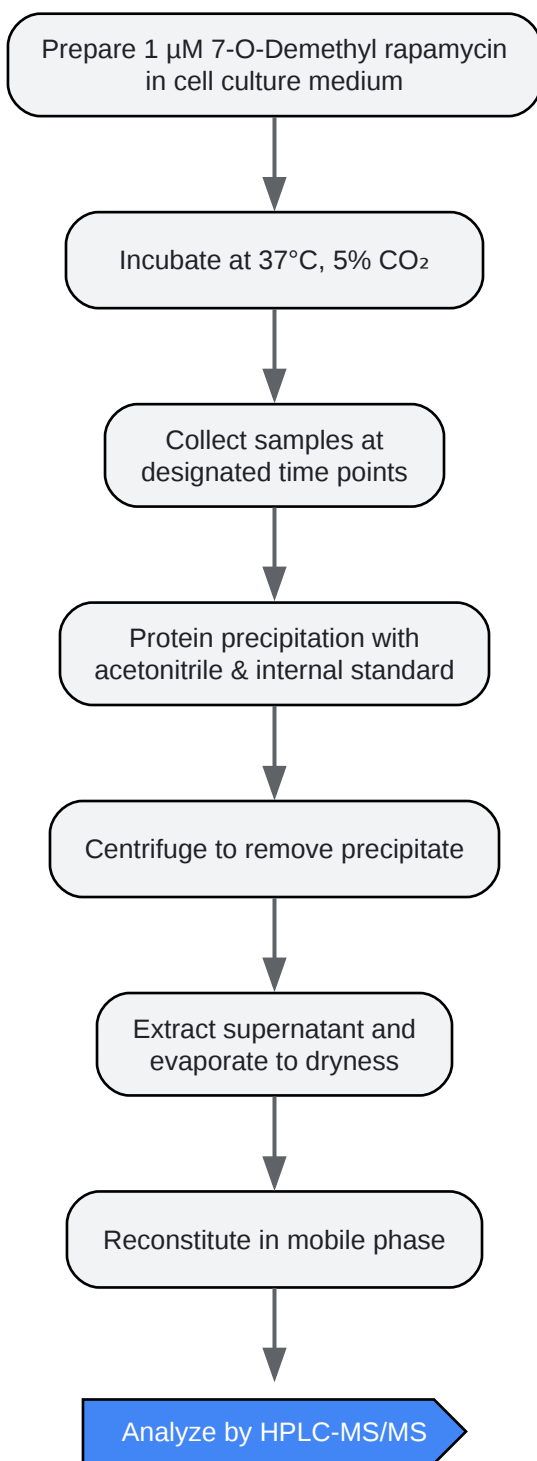 Prepare 1 µM 7-O-Demethyl rapamycin
in cell culture medium
Incubate at 37°C, 5% CO₂
Collect samples at
designated time points
Protein precipitation with
acetonitrile & internal standard
Centrifuge to remove precipitate
Extract supernatant and
evaporate to dryness
Reconstitute in mobile phase
Analyze by HPLC-MS/MS